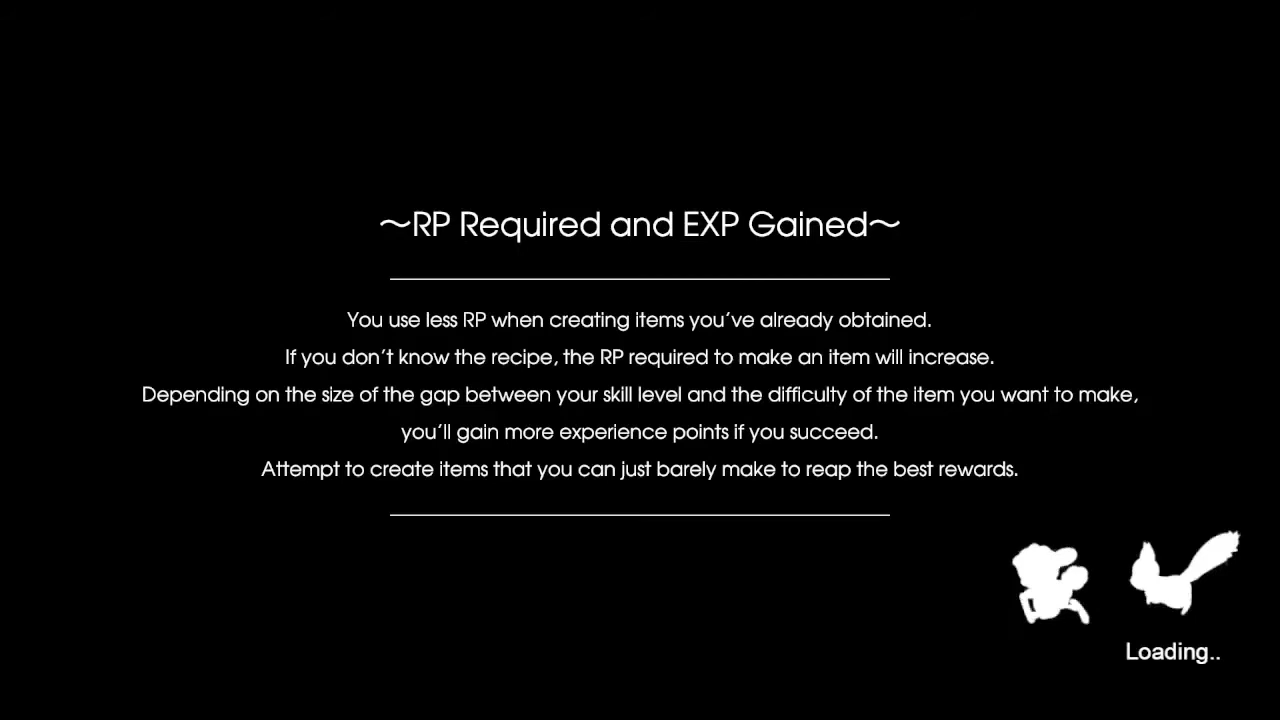 ～RP Required and EXP Gained～
You use less RP when creating items you've already obtained.
If you don't know the recipe, the RP required to make an item will increase.
Depending on the size of the gap between your skill level and the difficulty of the item you want to make,
you'll gain more experience points if you succeed.
Attempt to create items that you can just barely make to reap the best rewards.
Loading..